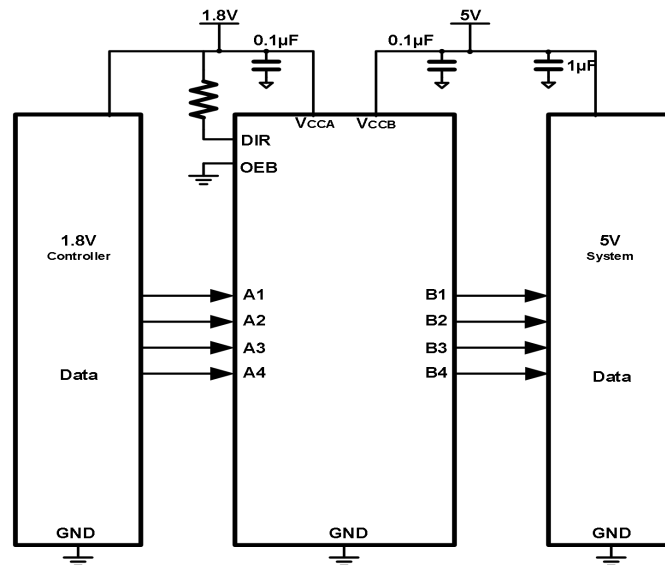 1.8V
5V
0.1µF
0.1µF
1µF
VCCA
VCCB
DIR
OEB
1.8V
Controller
5V
System
A1
B1
A2
B2
A3
B3
A4
B4
Data
Data
GND
GND
GND